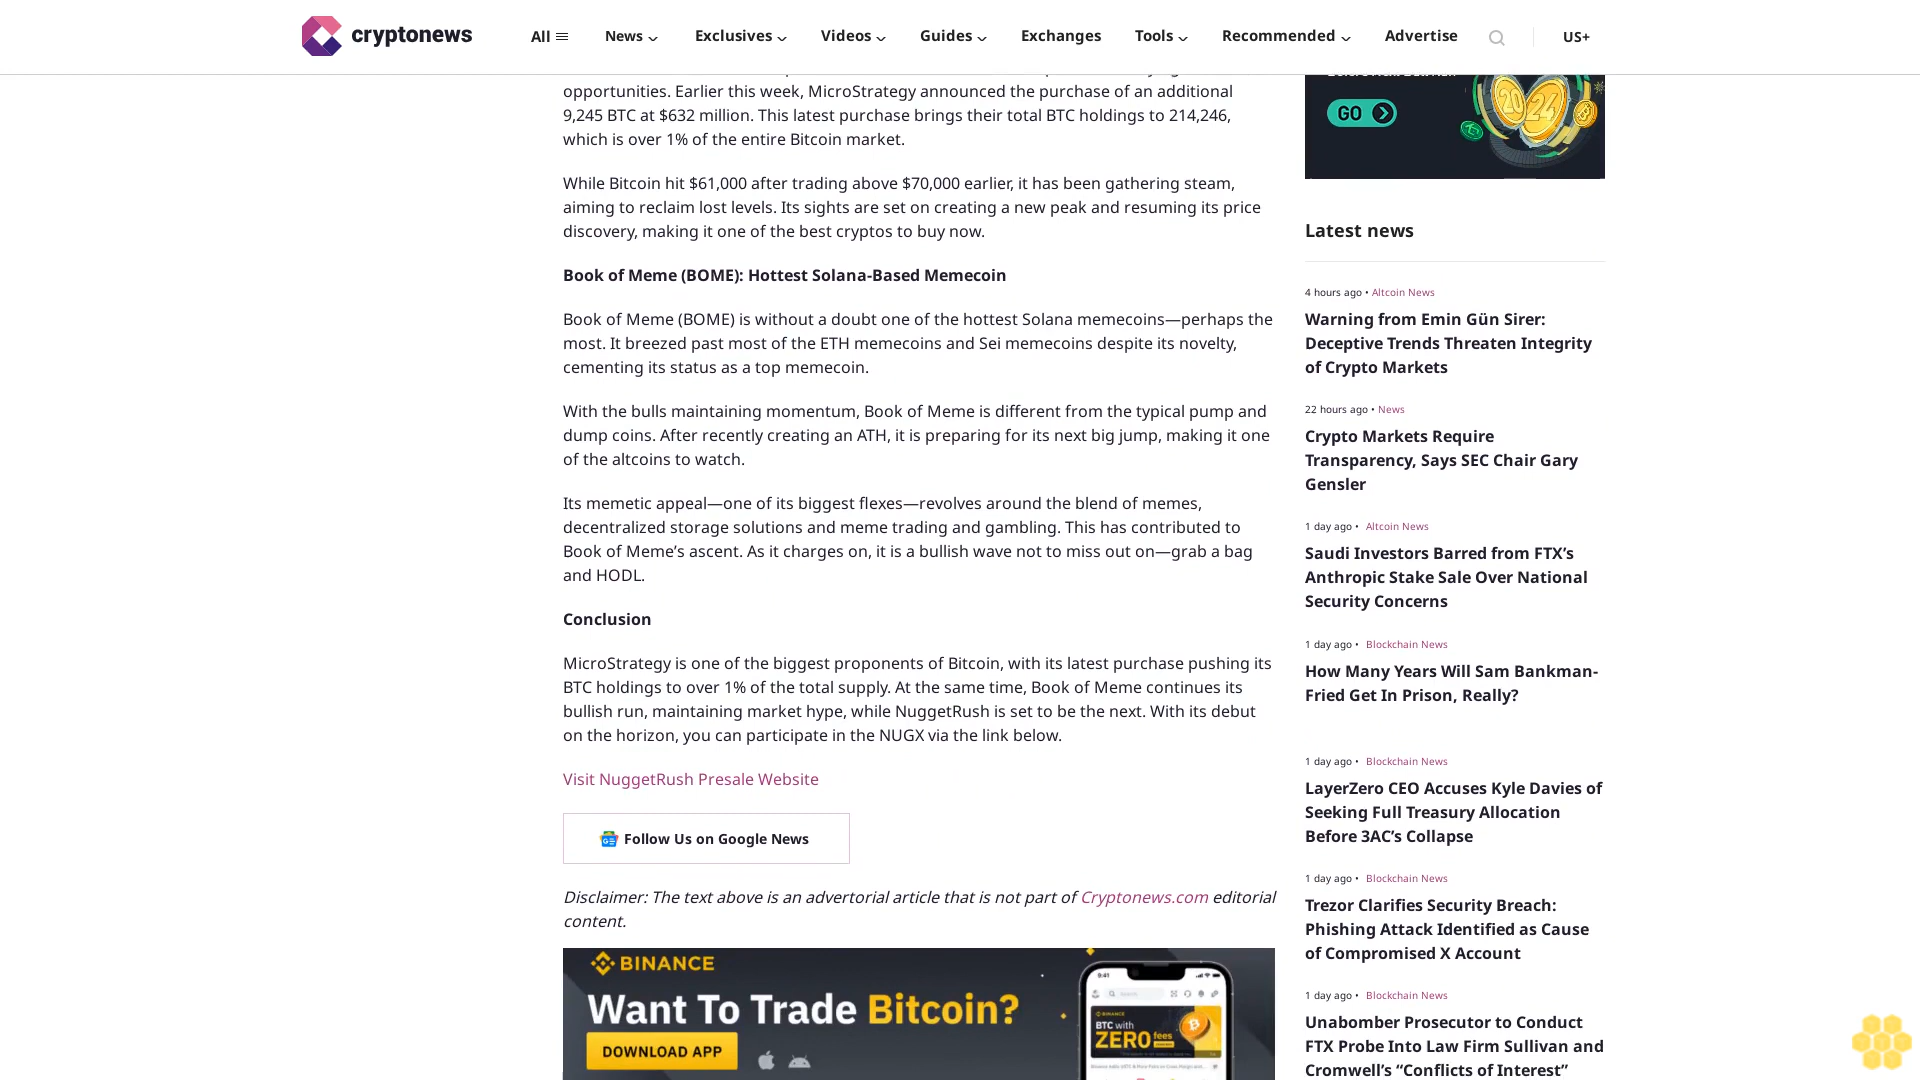 cryptonews
All
News
Exclusives
Videos
Guides
Exchanges
Tools
Recommended
Advertise
US+
opportunities. Earlier this week, MicroStrategy announced the purchase of an additional
9,245 BTC at $632 million. This latest purchase brings their total BTC holdings to 214,246,
which is over 1% of the entire Bitcoin market.
While Bitcoin hit $61,000 after trading above $70,000 earlier, it has been gathering steam,
aiming to reclaim lost levels. Its sights are set on creating a new peak and resuming its price
discovery, making it one of the best cryptos to buy now.
Book of Meme (BOME): Hottest Solana-Based Memecoin
Book of Meme (BOME) is without a doubt one of the hottest Solana memecoins—perhaps the
most. It breezed past most of the ETH memecoins and Sei memecoins despite its novelty,
cementing its status as a top memecoin.
With the bulls maintaining momentum, Book of Meme is different from the typical pump and
dump coins. After recently creating an ATH, it is preparing for its next big jump, making it one
of the altcoins to watch.
Its memetic appeal—one of its biggest flexes—revolves around the blend of memes,
decentralized storage solutions and meme trading and gambling. This has contributed to
Book of Meme’s ascent. As it charges on, it is a bullish wave not to miss out on—grab a bag
and HODL.
Conclusion
MicroStrategy is one of the biggest proponents of Bitcoin, with its latest purchase pushing its
BTC holdings to over 1% of the total supply. At the same time, Book of Meme continues its
bullish run, maintaining market hype, while NuggetRush is set to be the next. With its debut
on the horizon, you can participate in the NUGX via the link below.
Visit NuggetRush Presale Website
Follow Us on Google News
Disclaimer: The text above is an advertorial article that is not part of Cryptonews.com editorial
content.
BINANCE
Want To Trade Bitcoin?
DOWNLOAD APP
9:41
Search
BINANCE
BTC with
ZERO fees
GO
2024
Latest news
4 hours ago • Altcoin News
Warning from Emin Gün Sirer:
Deceptive Trends Threaten Integrity
of Crypto Markets
22 hours ago • News
Crypto Markets Require
Transparency, Says SEC Chair Gary
Gensler
1 day ago • Altcoin News
Saudi Investors Barred from FTX’s
Anthropic Stake Sale Over National
Security Concerns
1 day ago • Blockchain News
How Many Years Will Sam Bankman-
Fried Get In Prison, Really?
1 day ago • Blockchain News
LayerZero CEO Accuses Kyle Davies of
Seeking Full Treasury Allocation
Before 3AC’s Collapse
1 day ago • Blockchain News
Trezor Clarifies Security Breach:
Phishing Attack Identified as Cause
of Compromised X Account
1 day ago • Blockchain News
Unabomber Prosecutor to Conduct
FTX Probe Into Law Firm Sullivan and
Cromwell’s “Conflicts of Interest”